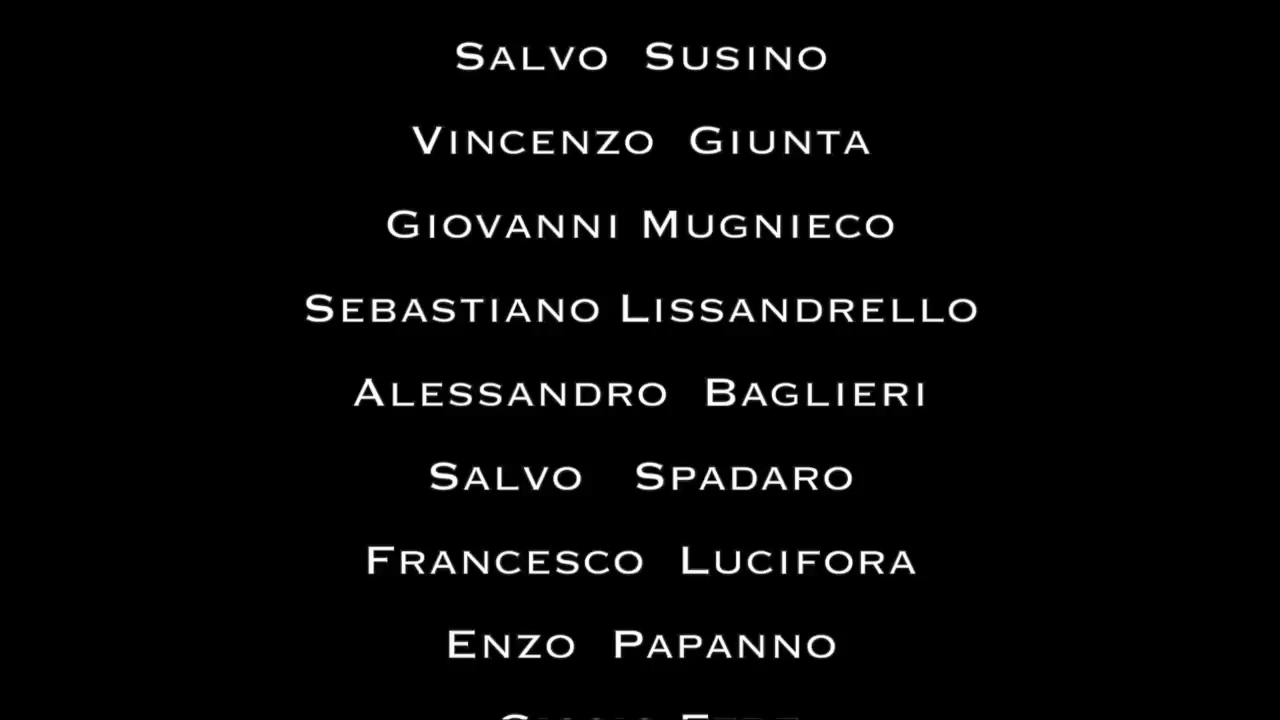 Salvo Susino
Vincenzo Giunta
Giovanni Mugnieco
Sebastiano Lissandrello
Alessandro Baglieri
Salvo Spadaro
Francesco Lucifora
Enzo Papanno